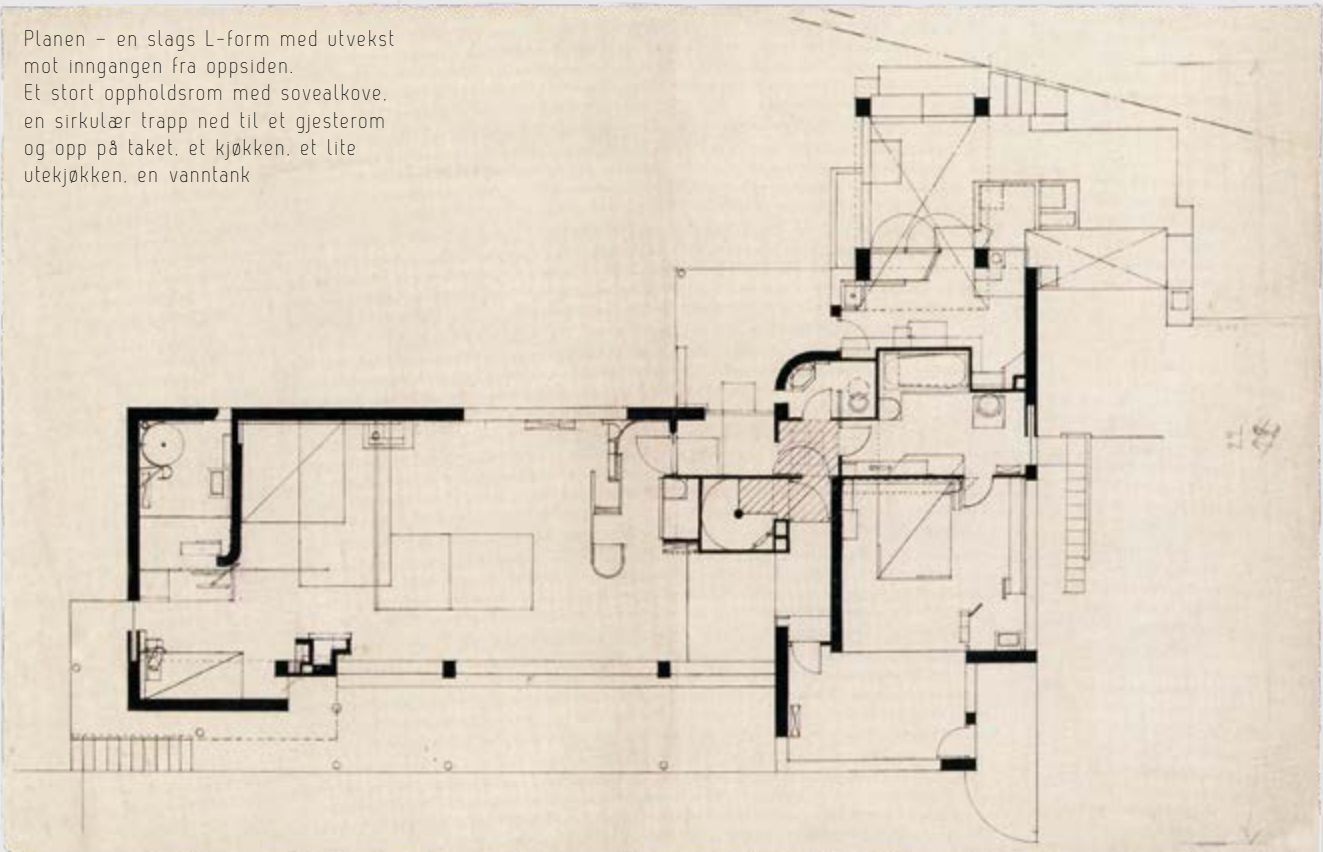 Planen – en slags L-form med utvekst
mot inngangen fra oppsiden.
Et stort oppholdsrom med sovealkove,
en sirkulær trapp ned til et gjesterom
og opp på taket, et kjøkken, et lite
utekjøkken, en vanntank